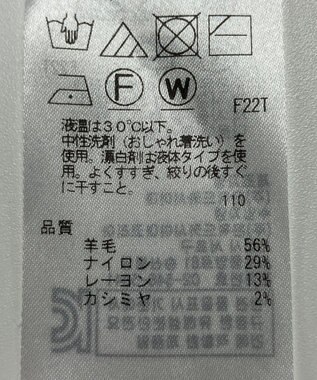 F
W
F22T
液温は30℃以下。
中性洗剤（おしゃれ着洗い）を
使用。漂白剤は液体タイプを使
用。よくすすぎ、絞りの後すぐ
に干すこと。
110
品質
羊毛 56%
ナイロン 29%
レーヨン 13%
カシミヤ 2%